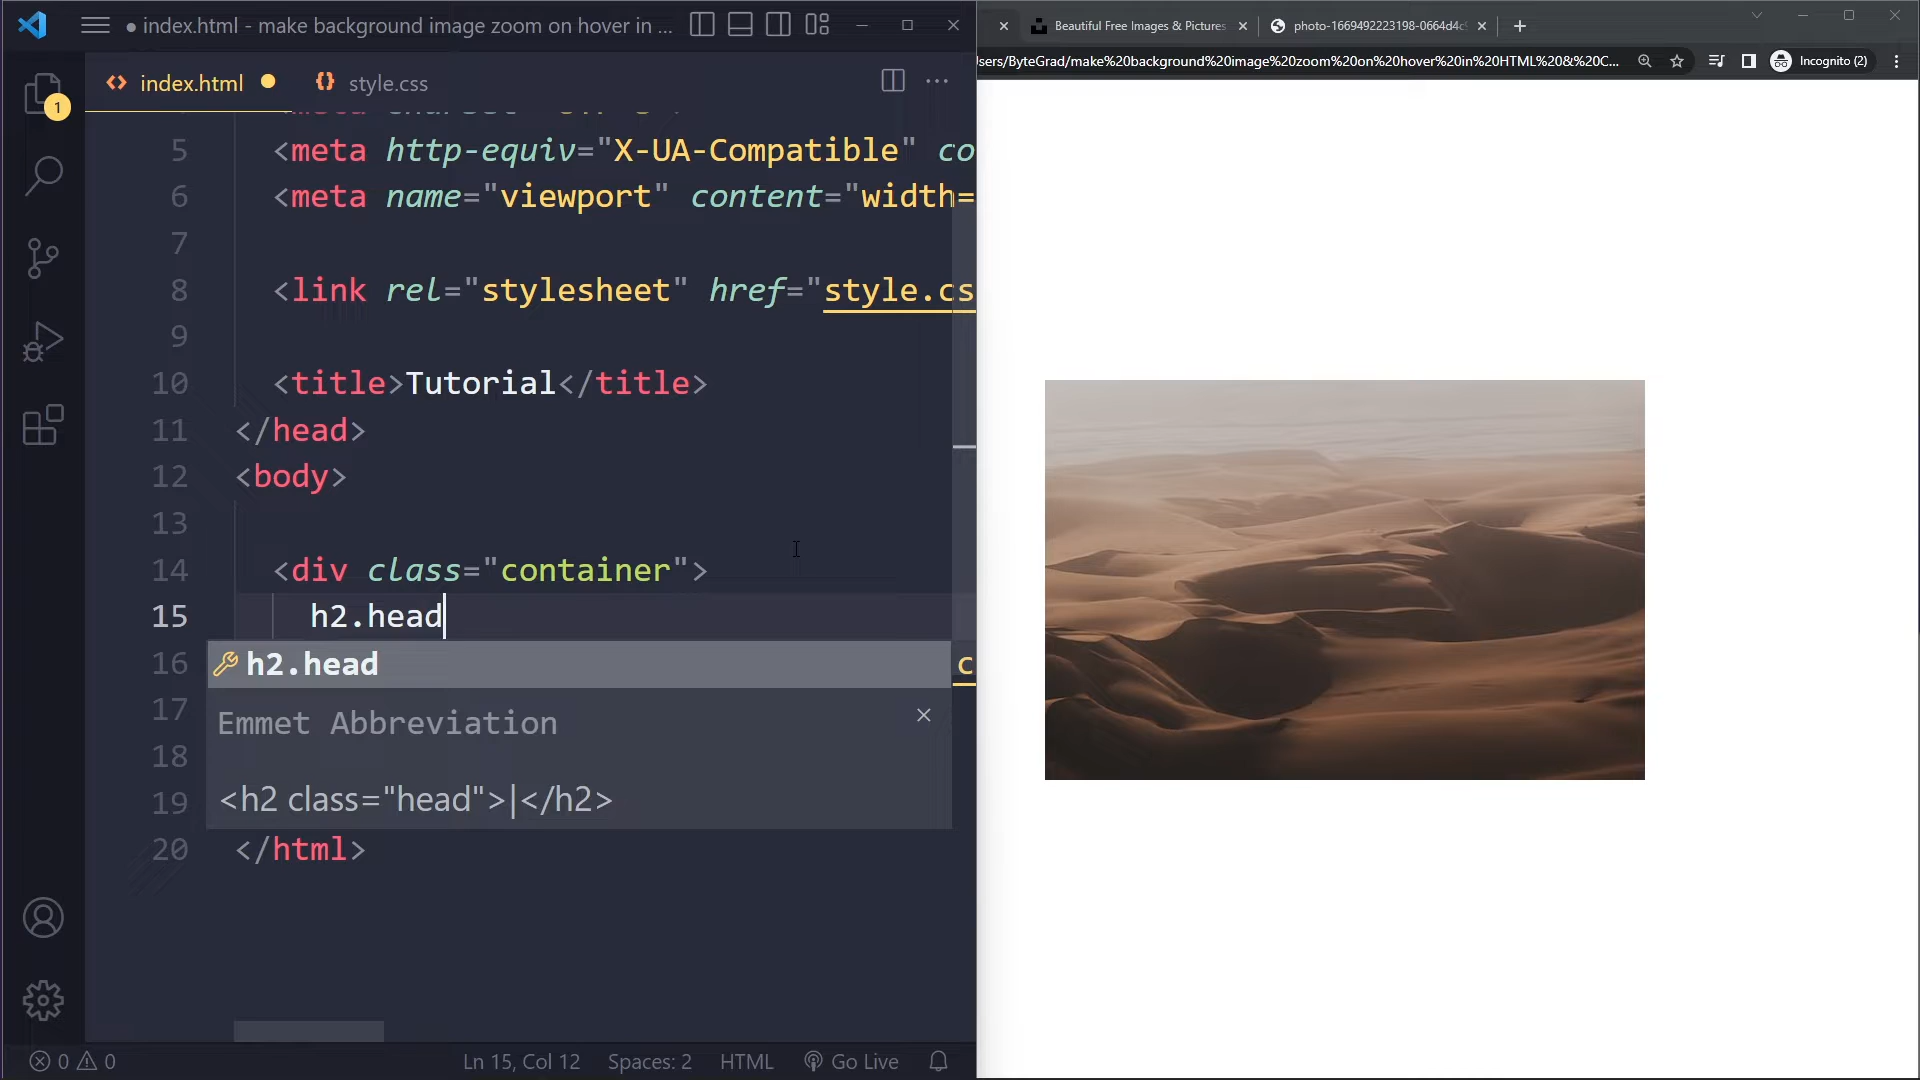 ● index.html - make background image zoom on hover in ...
index.html ● style.css ...
1
5 <meta http-equiv="X-UA-Compatible" co
6 <meta name="viewport" content="width=
7
8 <link rel="stylesheet" href="style.cs
9
10 <title>Tutorial</title>
11 </head>
12 <body>
13
14 <div class="container">
15 h2.head
16 h2.head c
17 Emmet Abbreviation
18
19 <h2 class="head">|</h2>
20 </html>
0 0 Ln 15, Col 12 Spaces: 2 HTML Go Live
Beautiful Free Images & Pictures photo-1669492223198-0664d4c
sers/ByteGrad/make%20background%20image%20zoom%20on%20hover%20in%20HTML%20&%20C... Incognito (2)